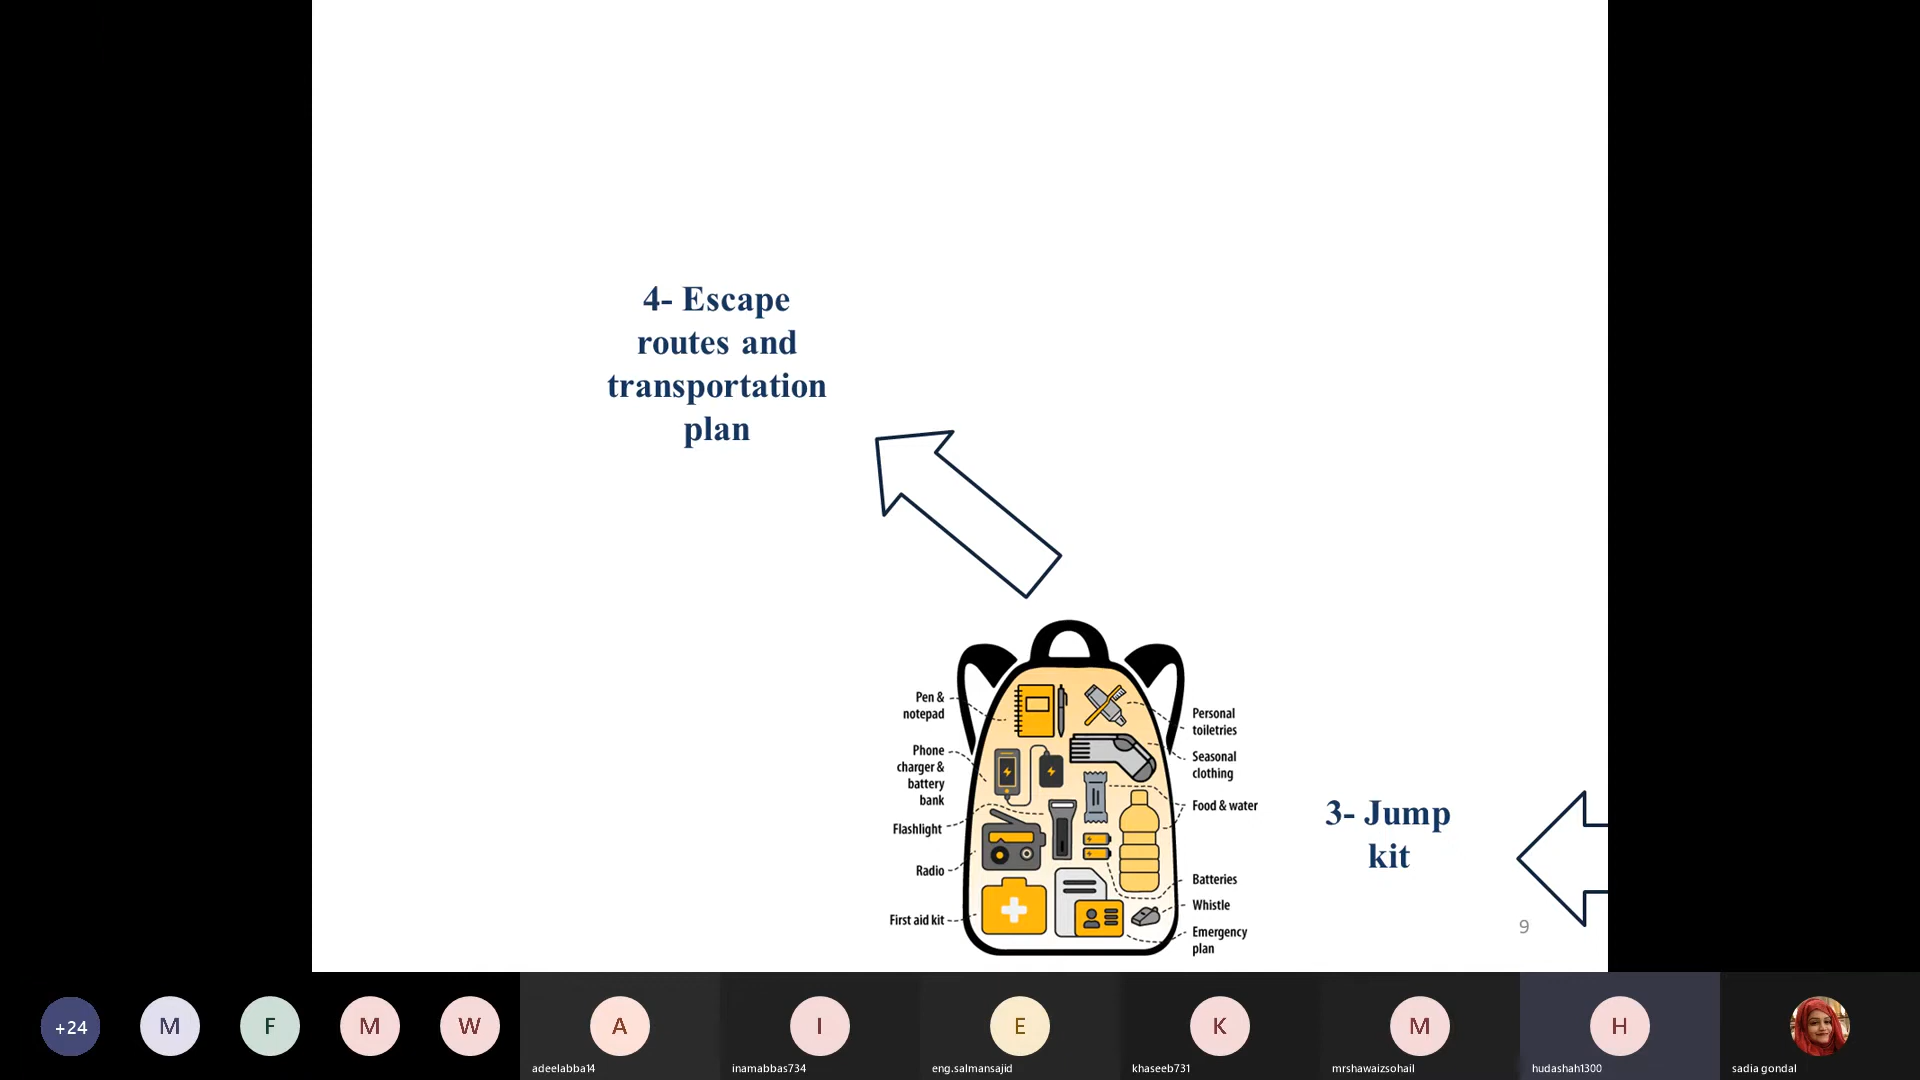 4- Escape
routes and
transportation
plan
Pen &
notepad
Phone
charger &
battery
bank
Flashlight
Radio
First aid kit
Personal
toiletries
Seasonal
clothing
Food & water
Batteries
Whistle
Emergency
plan
3- Jump
kit
9
+24
M
F
M
W
A
I
E
K
M
H
adeelabba14
inamabbas734
eng.salmansajid
khaseeb731
mrshawaizsohail
hudashah1300
sadia gondal